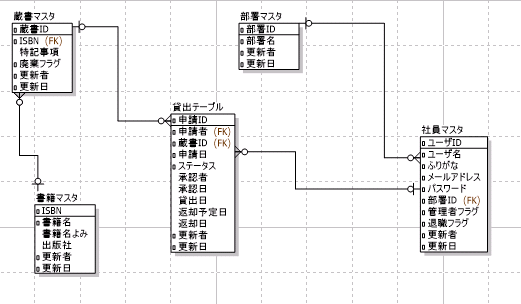 蔵書マスタ
蔵書ID
ISBN (FK)
特記事項
廃棄フラグ
更新者
更新日
部署マスタ
部署ID
部署名
更新者
更新日
貸出テーブル
申請ID
申請者 (FK)
蔵書ID (FK)
申請日
ステータス
承認者
承認日
貸出日
返却予定日
返却日
更新者
更新日
社員マスタ
ユーザID
ユーザ名
ふりがな
メールアドレス
パスワード
部署ID (FK)
管理者フラグ
退職フラグ
更新者
更新日
書籍マスタ
ISBN
書籍名
書籍名よみ
出版社
更新者
更新日